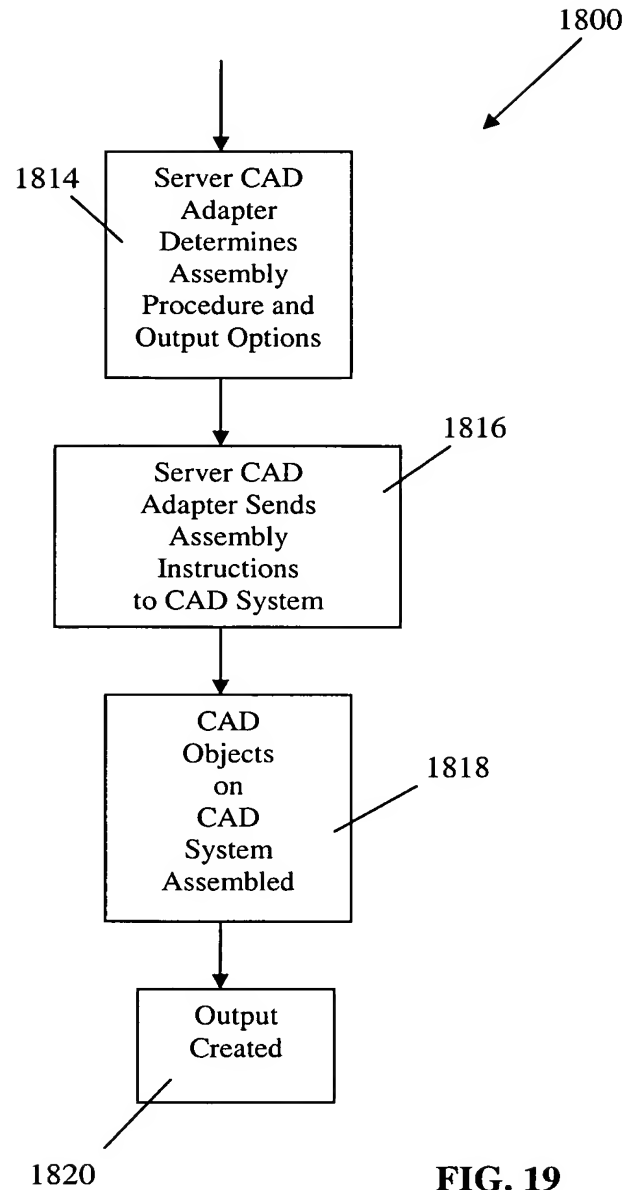 1800
1814
Server CAD
Adapter
Determines
Assembly
Procedure and
Output Options
1816
Server CAD
Adapter Sends
Assembly
Instructions
to CAD System
CAD
Objects
on
CAD
System
Assembled
1818
Output
Created
1820
FIG. 19